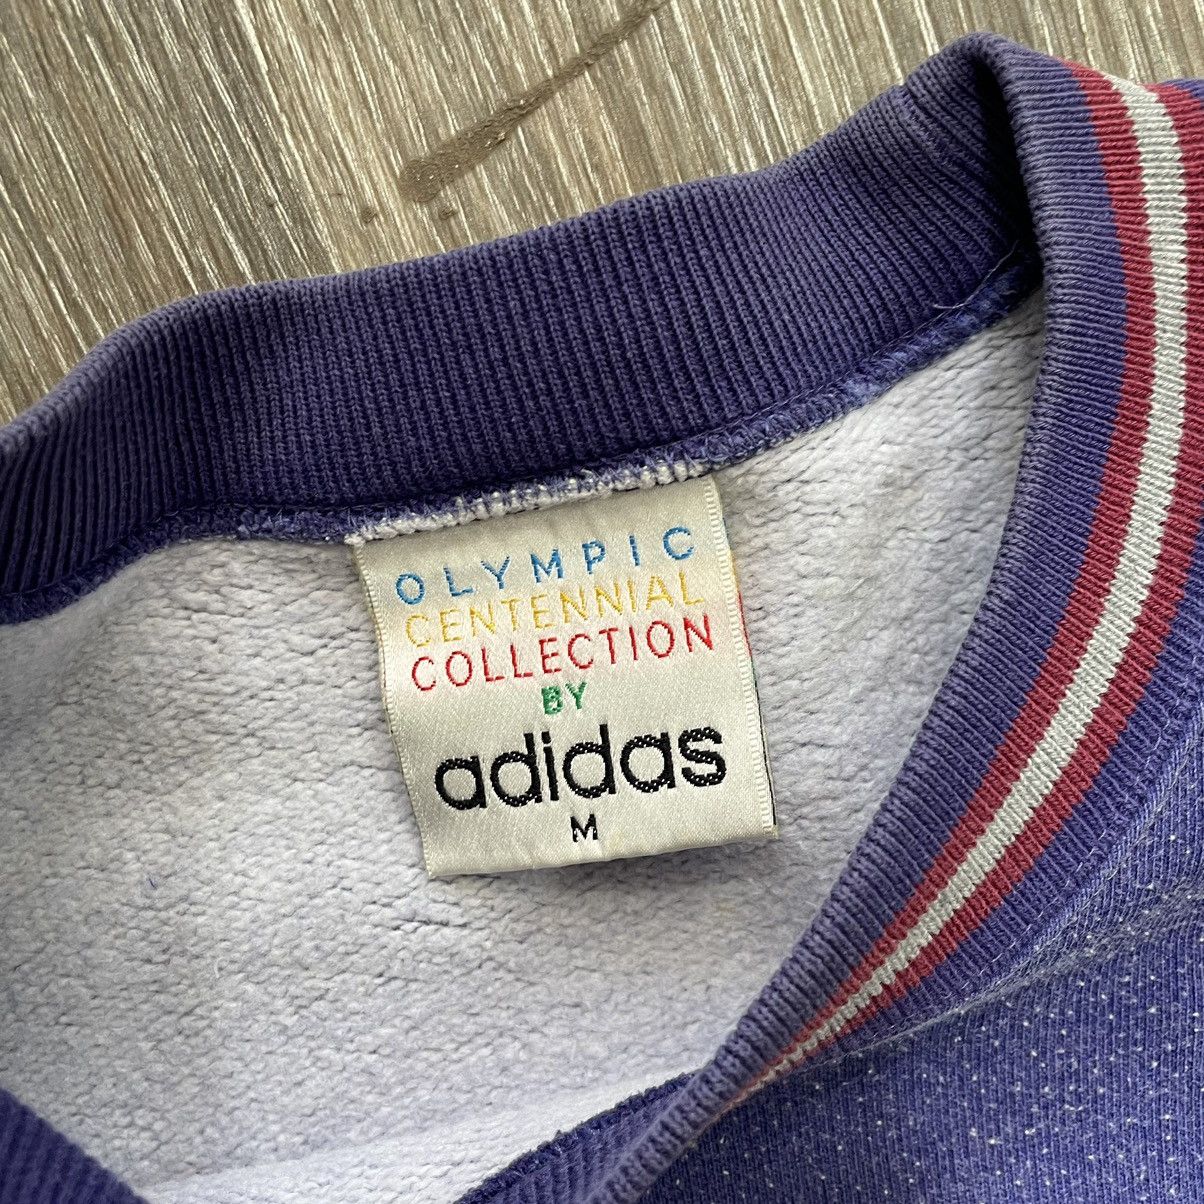 OLYMPIC
CENTENNIAL
COLLECTION
BY
adidas
M